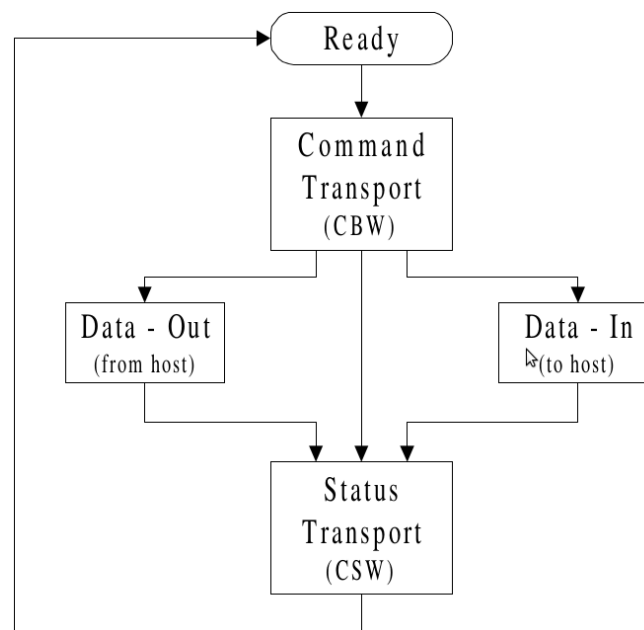 Ready
Command
Transport
(CBW)
Data - Out
(from host)
Data - In
(to host)
Status
Transport
(CSW)